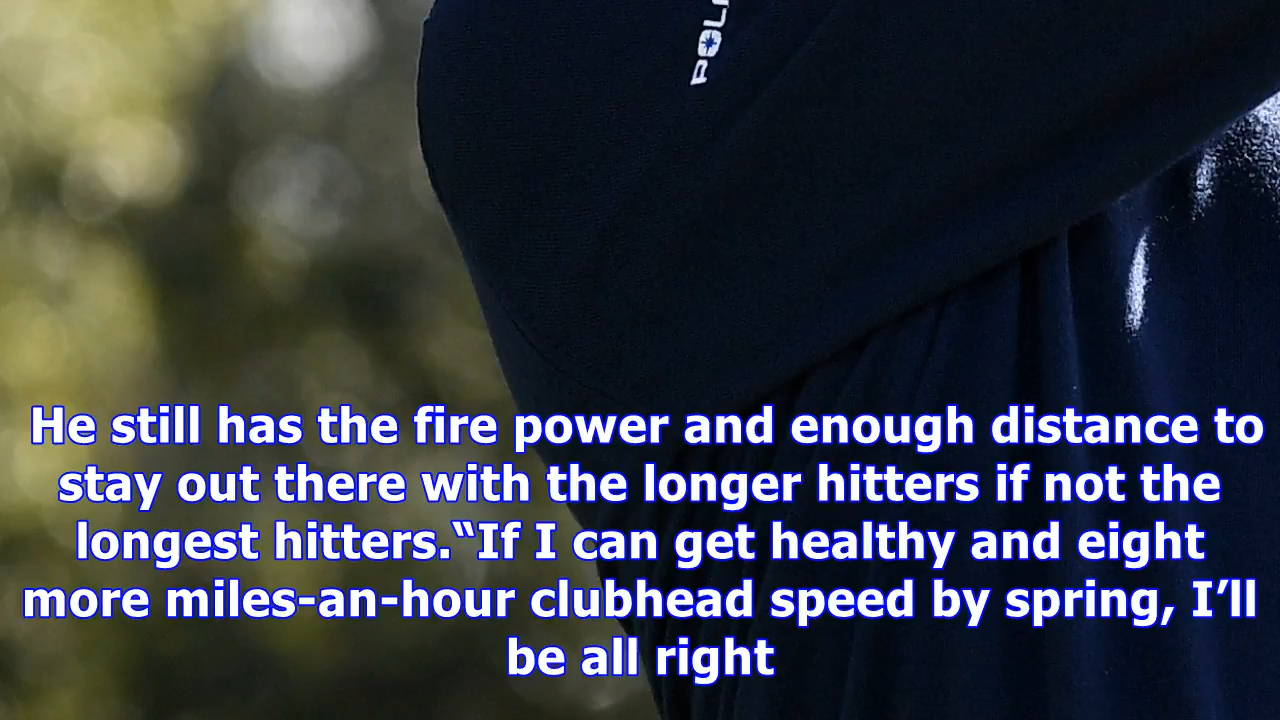 POL
He still has the fire power and enough distance to
stay out there with the longer hitters if not the
longest hitters.“If I can get healthy and eight
more miles-an-hour clubhead speed by spring, I’ll
be all right